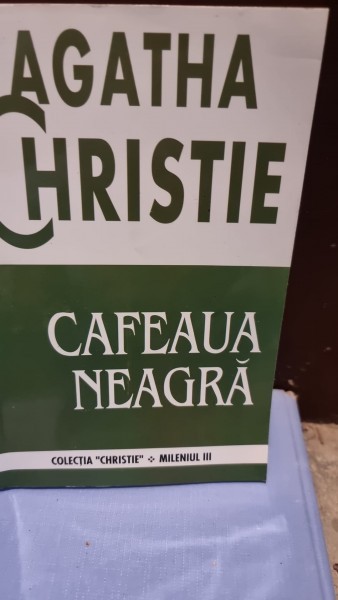 AGATHA
CHRISTIE
CAFEAUA
NEAGRĂ
COLECȚIA "CHRISTIE" ❖ MILENIUL III